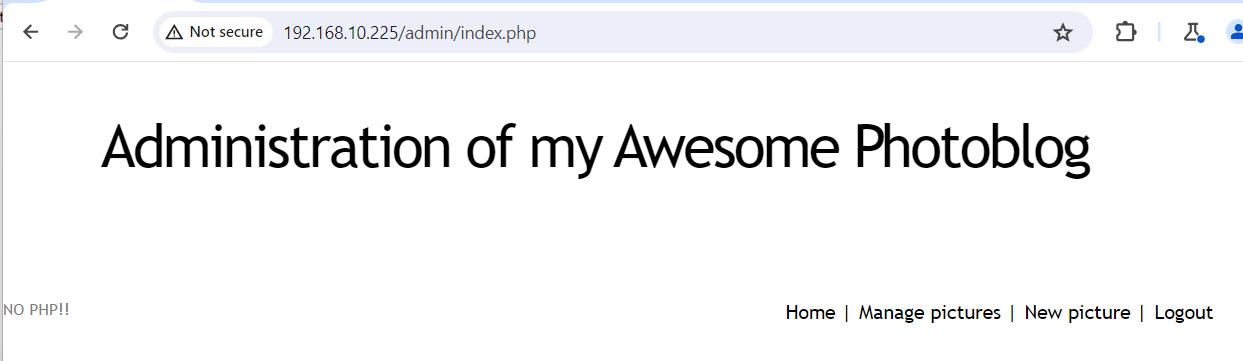 Not secure 192.168.10.225/admin/index.php
Administration of my Awesome Photoblog
NO PHP!!
Home | Manage pictures | New picture | Logout